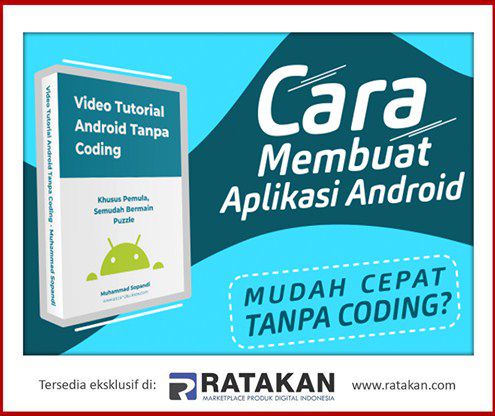 Video Tutorial
Android Tanpa
Coding
Khusus Pemula,
Semudah Bermain
Puzzle
Muhammad Sopandi
Video Tutorial Android Tanpa Coding - Muhammad Sopandi
Cara
Membuat
Aplikasi Android
MUDAH CEPAT
TANPA CODING?
Tersedia eksklusif di:
RATAKAN
MARKETPLACE PRODUK DIGITAL INDONESIA
www.ratakan.com